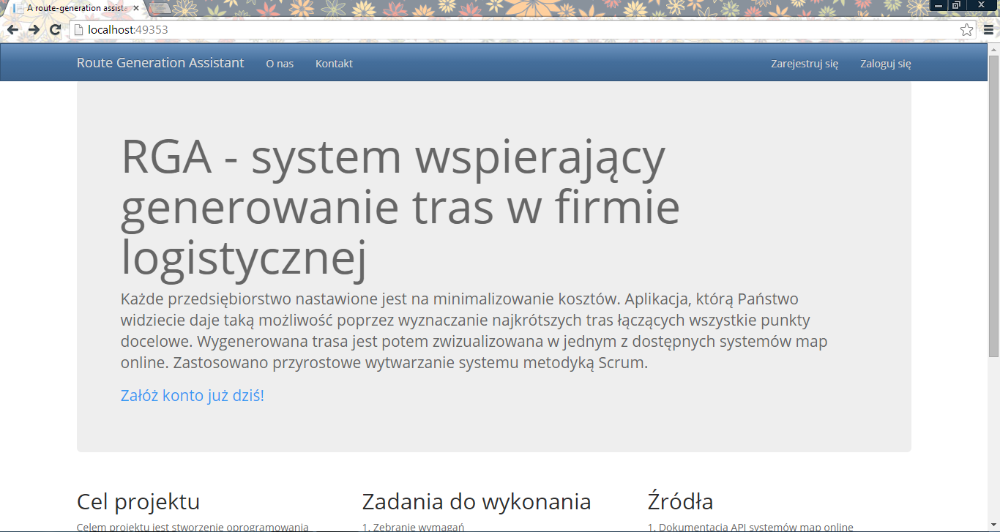 A route-generation assista
localhost:49353
Route Generation Assistant O nas Kontakt Zarejestruj się Zaloguj się
RGA - system wspierający
generowanie tras w firmie
logistycznej
Każde przedsiębiorstwo nastawione jest na minimalizowanie kosztów. Aplikacja, którą Państwo
widziecie daje taką możliwość poprzez wyznaczanie najkrótszych tras łączących wszystkie punkty
docelowe. Wygenerowana trasa jest potem zwizualizowana w jednym z dostępnych systemów map
online. Zastosowano przyrostowe wytwarzanie systemu metodyką Scrum.
Załóż konto już dziś!
Cel projektu
Celem projektu jest stworzenie oprogramowania
Zadania do wykonania
1. Zebranie wymagań
Źródła
1. Dokumentacja API systemów map online